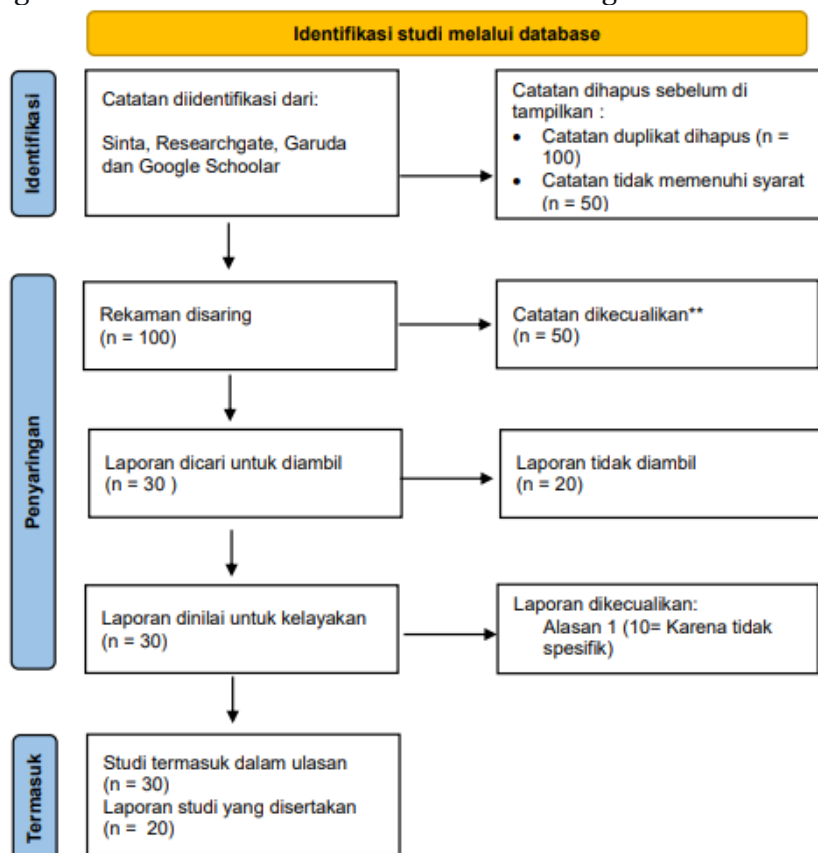 Identifikasi studi melalui database
Identifikasi
Catatan diidentifikasi dari:
Sinta, Researchgate, Garuda
dan Google Schoolar
Catatan dihapus sebelum di
tampilkan :
• Catatan duplikat dihapus (n =
100)
• Catatan tidak memenuhi syarat
(n = 50)
Penyaringan
Rekaman disaring
(n = 100)
Catatan dikecualikan**
(n = 50)
Laporan dicari untuk diambil
(n = 30 )
Laporan tidak diambil
(n = 20)
Laporan dinilai untuk kelayakan
(n = 30)
Laporan dikecualikan:
Alasan 1 (10= Karena tidak
spesifik)
Termasuk
Studi termasuk dalam ulasan
(n = 30)
Laporan studi yang disertakan
(n = 20)